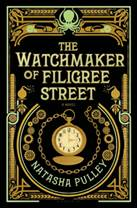 THE
WATCHMAKER
OF FILIGREE
STREET
A NOVEL
NATASHA PULLEY